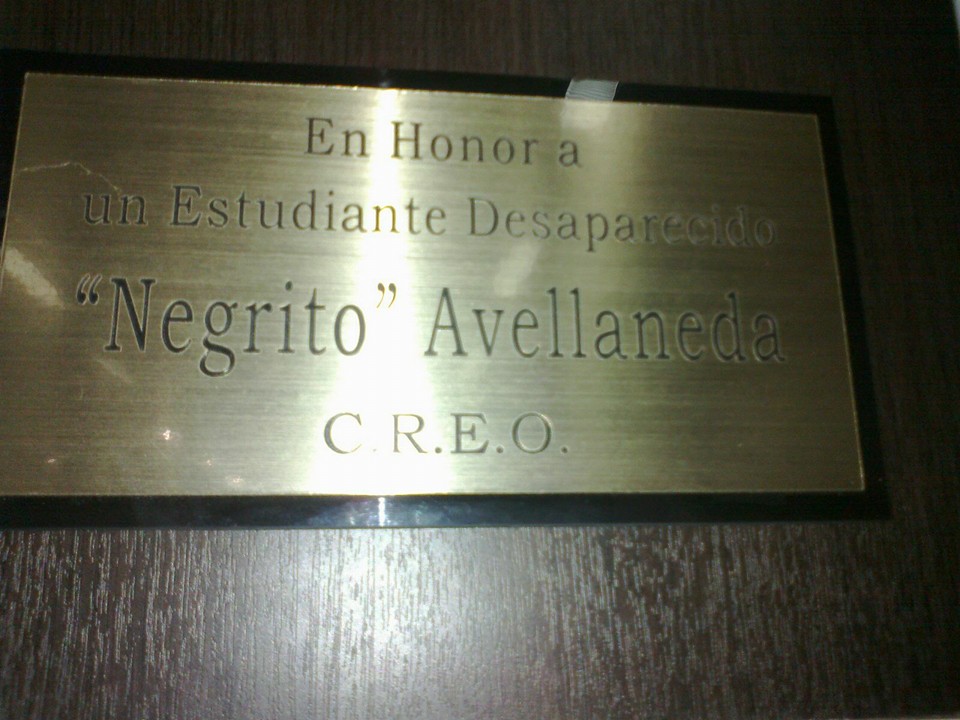 En Honor a
un Estudiante Desaparecido
“Negrito” Avellaneda
C.R.E.O.